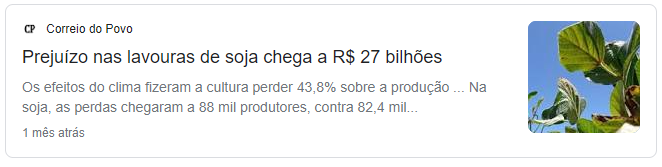 CP Correio do Povo
Prejuízo nas lavouras de soja chega a R$ 27 bilhões
Os efeitos do clima fizeram a cultura perder 43,8% sobre a produção ... Na
soja, as perdas chegaram a 88 mil produtores, contra 82,4 mil...
1 mês atrás